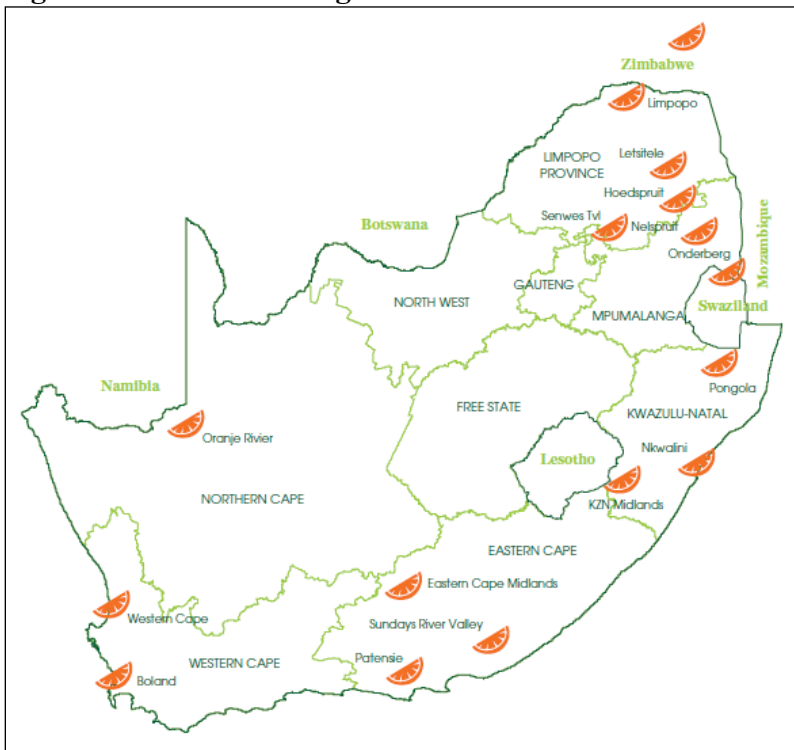 Zimbabwe
Limpopo
Letsitele
LIMPOPO
PROVINCE
Hoedspruit
Botswana
Senwes Tvl
Nelspruit
Mozambique
Onderberg
GAUTENG
NORTH WEST
Swaziland
MPUMALANGA
Namibia
Pongola
FREE STATE
KWAZULU-NATAL
Oranje Rivier
Nkwalini
Lesotho
NORTHERN CAPE
KZN Midlands
EASTERN CAPE
Eastern Cape Midlands
Western Cape
Sundays River Valley
WESTERN CAPE
Patensie
Boland